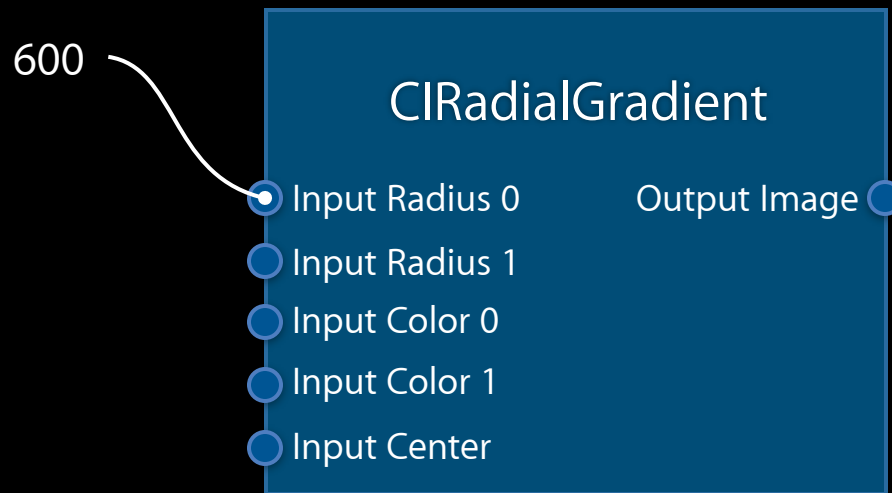 600
CIRadialGradient
Input Radius 0 Output Image
Input Radius 1
Input Color 0
Input Color 1
Input Center